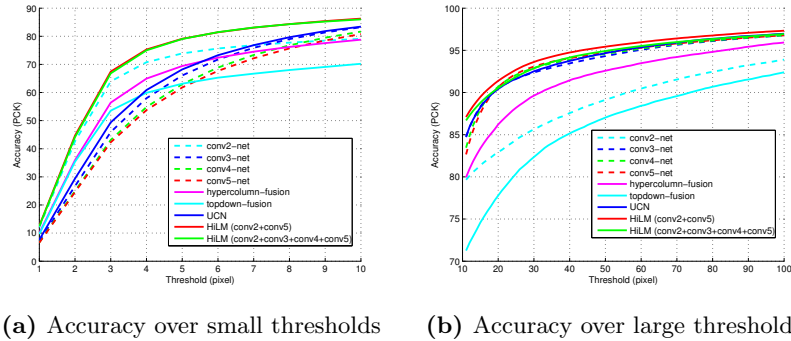 90
80
70
60
50
40
30
20
10
0
Accuracy (PCK)
conv2−net
conv3−net
conv4−net
conv5−net
hypercolumn−fusion
topdown−fusion
UCN
HiLM (conv2+conv5)
HiLM (conv2+conv3+conv4+conv5)
1 2 3 4 5 6 7 8 9 10
Threshold (pixel)
(a) Accuracy over small thresholds
100
95
90
85
80
75
70
Accuracy (PCK)
conv2−net
conv3−net
conv4−net
conv5−net
hypercolumn−fusion
topdown−fusion
UCN
HiLM (conv2+conv5)
HiLM (conv2+conv3+conv4+conv5)
10 20 30 40 50 60 70 80 90 100
Threshold (pixel)
(b) Accuracy over large threshold